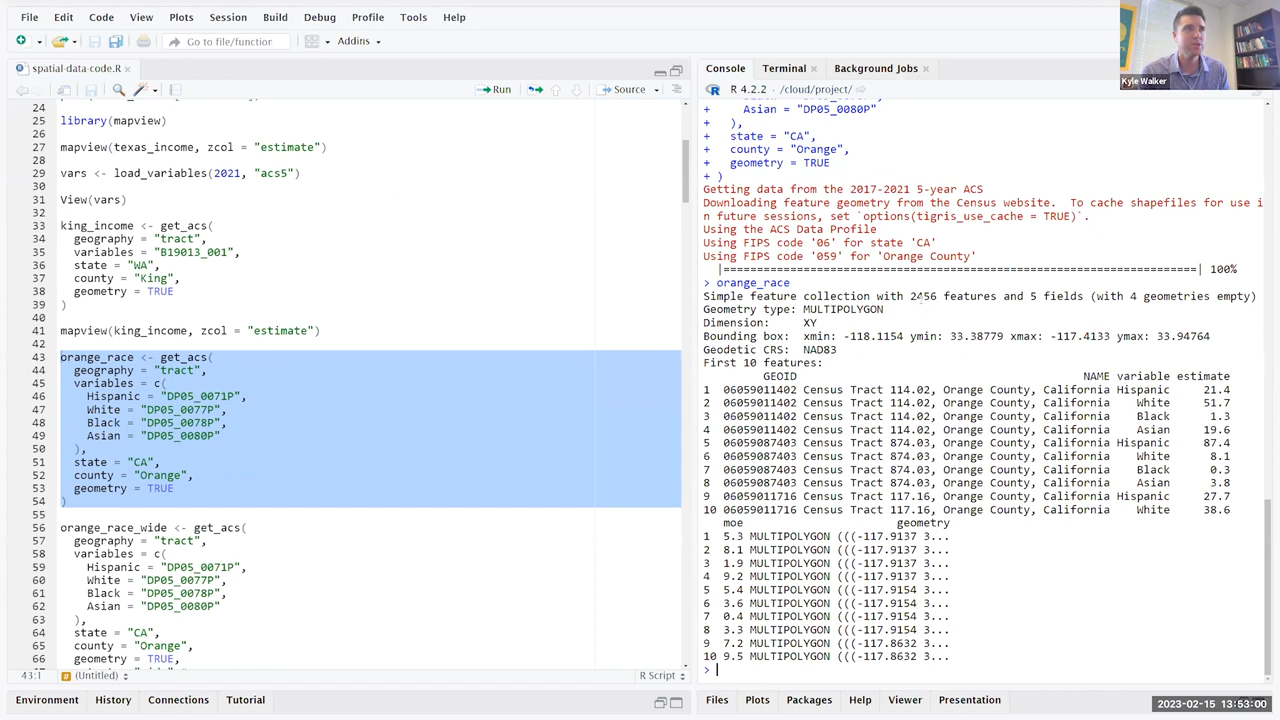 File Edit Code View Plots Session Build Debug Profile Tools Help
Go to file/function Addins
spatial-data-code.R
Run Source
24
25 library(mapview)
26
27 mapview(texas_income, zcol = "estimate")
28
29 vars <- load_variables(2021, "acs5")
30
31 View(vars)
32
33 king_income <- get_acs(
34 geography = "tract",
35 variables = "B19013_001",
36 state = "WA",
37 county = "King",
38 geometry = TRUE
39 )
40
41 mapview(king_income, zcol = "estimate")
42
43 orange_race <- get_acs(
44 geography = "tract",
45 variables = c(
46 Hispanic = "DP05_0071P",
47 White = "DP05_0077P",
48 Black = "DP05_0078P",
49 Asian = "DP05_0080P"
50 ),
51 state = "CA",
52 county = "Orange",
53 geometry = TRUE
54 )
55
56 orange_race_wide <- get_acs(
57 geography = "tract",
58 variables = c(
59 Hispanic = "DP05_0071P",
60 White = "DP05_0077P",
61 Black = "DP05_0078P",
62 Asian = "DP05_0080P"
63 ),
64 state = "CA",
65 county = "Orange",
66 geometry = TRUE,
43:1 (Untitled) R Script
Environment History Connections Tutorial
Console Terminal Background Jobs
R 4.2.2 · /cloud/project/
+ Asian = "DP05_0080P"
+ ),
+ state = "CA",
+ county = "Orange",
+ geometry = TRUE
+ )
Getting data from the 2017-2021 5-year ACS
Downloading feature geometry from the Census website.  To cache shapefiles for use i
n future sessions, set `options(tigris_use_cache = TRUE)`.
Using the ACS Data Profile
Using FIPS code '06' for state 'CA'
Using FIPS code '059' for 'Orange County'
|======================================================================| 100%
> orange_race
Simple feature collection with 2456 features and 5 fields (with 4 geometries empty)
Geometry type: MULTIPOLYGON
Dimension: XY
Bounding box: xmin: -118.1154 ymin: 33.38779 xmax: -117.4133 ymax: 33.94764
Geodetic CRS: NAD83
First 10 features:
GEOID NAME variable estimate
1 06059011402 Census Tract 114.02, Orange County, California Hispanic 21.4
2 06059011402 Census Tract 114.02, Orange County, California White 51.7
3 06059011402 Census Tract 114.02, Orange County, California Black 1.3
4 06059011402 Census Tract 114.02, Orange County, California Asian 19.6
5 06059087403 Census Tract 874.03, Orange County, California Hispanic 87.4
6 06059087403 Census Tract 874.03, Orange County, California White 8.1
7 06059087403 Census Tract 874.03, Orange County, California Black 0.3
8 06059087403 Census Tract 874.03, Orange County, California Asian 3.8
9 06059011716 Census Tract 117.16, Orange County, California Hispanic 27.7
10 06059011716 Census Tract 117.16, Orange County, California White 38.6
moe geometry
1 5.3 MULTIPOLYGON (((-117.9137 3...
2 8.1 MULTIPOLYGON (((-117.9137 3...
3 1.9 MULTIPOLYGON (((-117.9137 3...
4 9.2 MULTIPOLYGON (((-117.9137 3...
5 5.4 MULTIPOLYGON (((-117.9154 3...
6 3.6 MULTIPOLYGON (((-117.9154 3...
7 0.4 MULTIPOLYGON (((-117.9154 3...
8 3.3 MULTIPOLYGON (((-117.9154 3...
9 7.2 MULTIPOLYGON (((-117.8632 3...
10 9.5 MULTIPOLYGON (((-117.8632 3...
>
Files Plots Packages Help Viewer Presentation
Kyle Walker
2023-02-15 13:53:00